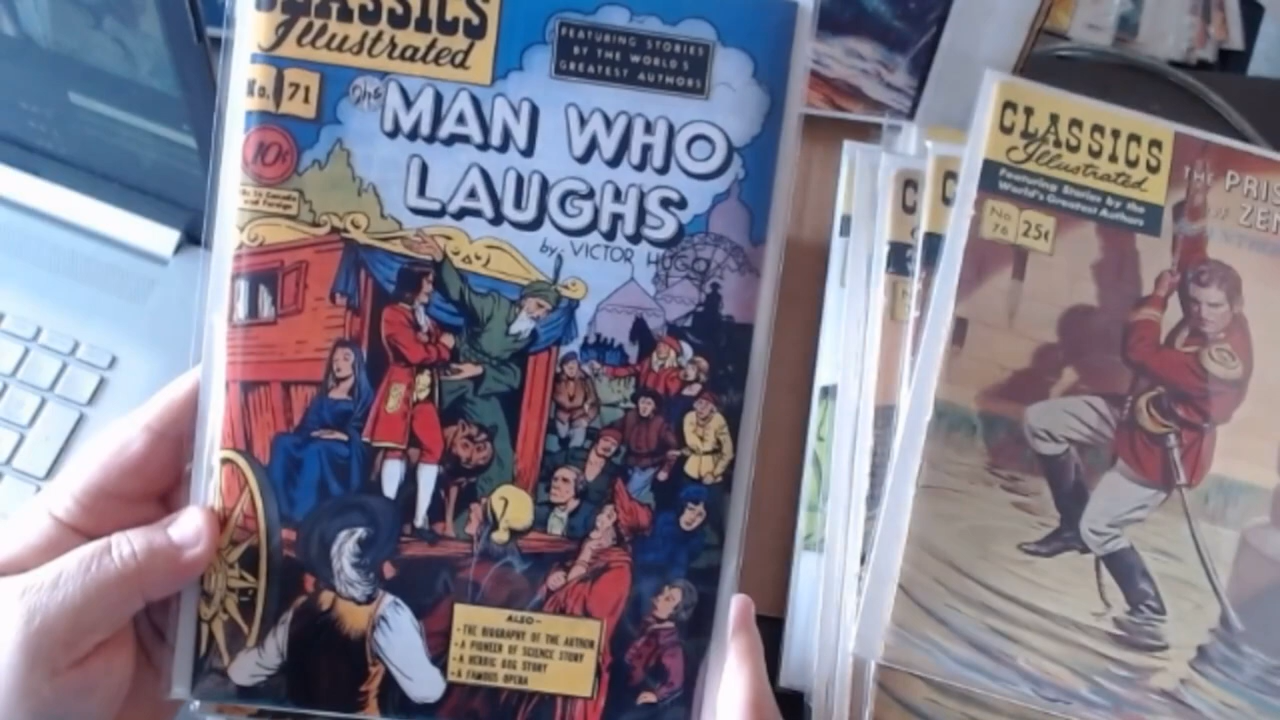 CLASSICS
Illustrated
FEATURING STORIES
BY THE WORLD'S
GREATEST AUTHORS
No. 71
The
MAN WHO
LAUGHS
10¢
by VICTOR HUGO
ALSO-
• THE BIOGRAPHY OF THE AUTHOR
• A PIONEER OF SCIENCE STORY
• A HEROIC DOG STORY
• A FAMOUS OPERA
CLASSICS
Illustrated
Featuring Stories by the
World's Greatest Authors
No 76
25¢
THE PRIS
OF ZEN